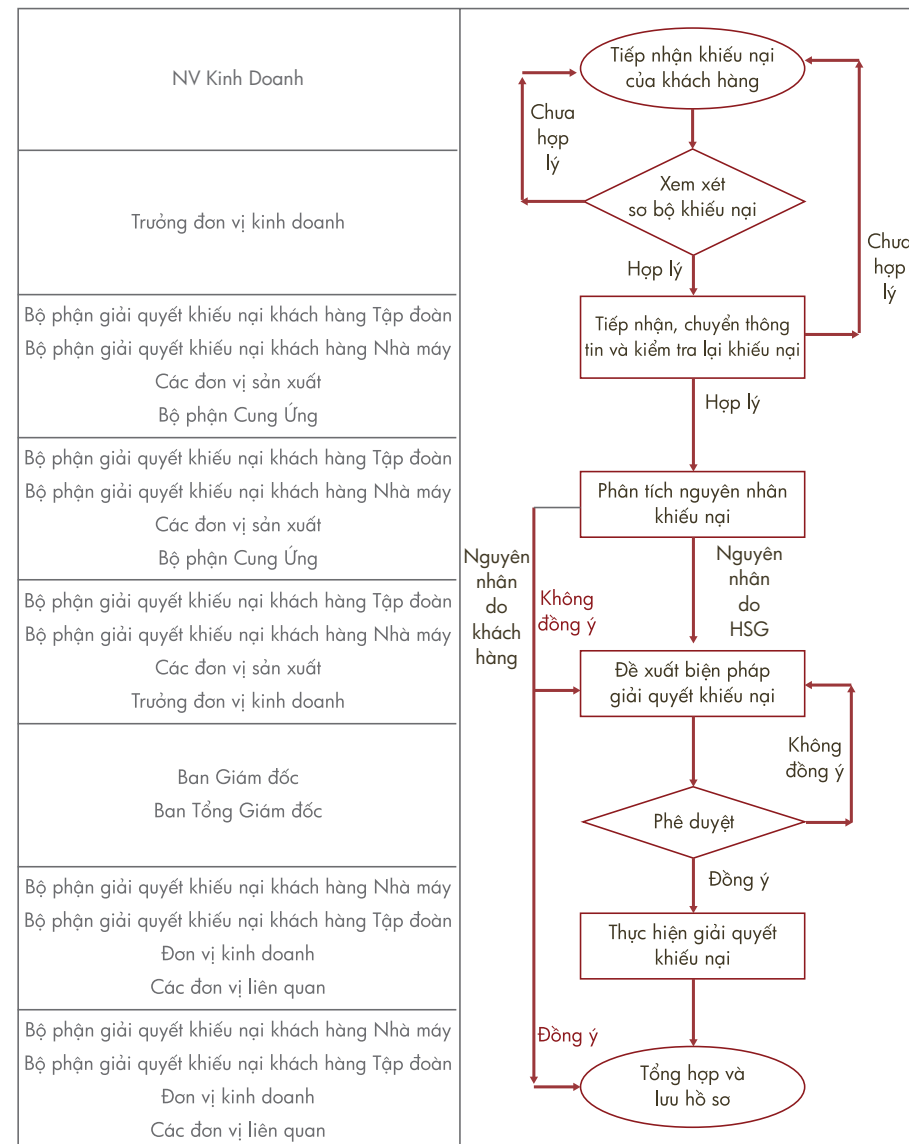 NV Kinh Doanh
Tiếp nhận khiếu nại
của khách hàng
Chưa
hợp
lý
Trưởng đơn vị kinh doanh
Xem xét
sơ bộ khiếu nại
Hợp lý
Chưa
hợp
lý
Bộ phận giải quyết khiếu nại khách hàng Tập đoàn
Bộ phận giải quyết khiếu nại khách hàng Nhà máy
Các đơn vị sản xuất
Bộ phận Cung Ứng
Tiếp nhận, chuyển thông
tin và kiểm tra lại khiếu nại
Hợp lý
Bộ phận giải quyết khiếu nại khách hàng Tập đoàn
Bộ phận giải quyết khiếu nại khách hàng Nhà máy
Các đơn vị sản xuất
Bộ phận Cung Ứng
Phân tích nguyên nhân
khiếu nại
Nguyên
nhân
do
khách
hàng
Không
đồng ý
Nguyên
nhân
do
HSG
Bộ phận giải quyết khiếu nại khách hàng Tập đoàn
Bộ phận giải quyết khiếu nại khách hàng Nhà máy
Các đơn vị sản xuất
Trưởng đơn vị kinh doanh
Đề xuất biện pháp
giải quyết khiếu nại
Không
đồng ý
Ban Giám đốc
Ban Tổng Giám đốc
Phê duyệt
Đồng ý
Bộ phận giải quyết khiếu nại khách hàng Nhà máy
Bộ phận giải quyết khiếu nại khách hàng Tập đoàn
Đơn vị kinh doanh
Các đơn vị liên quan
Thực hiện giải quyết
khiếu nại
Đồng ý
Bộ phận giải quyết khiếu nại khách hàng Nhà máy
Bộ phận giải quyết khiếu nại khách hàng Tập đoàn
Đơn vị kinh doanh
Các đơn vị liên quan
Tổng hợp và
lưu hồ sơ